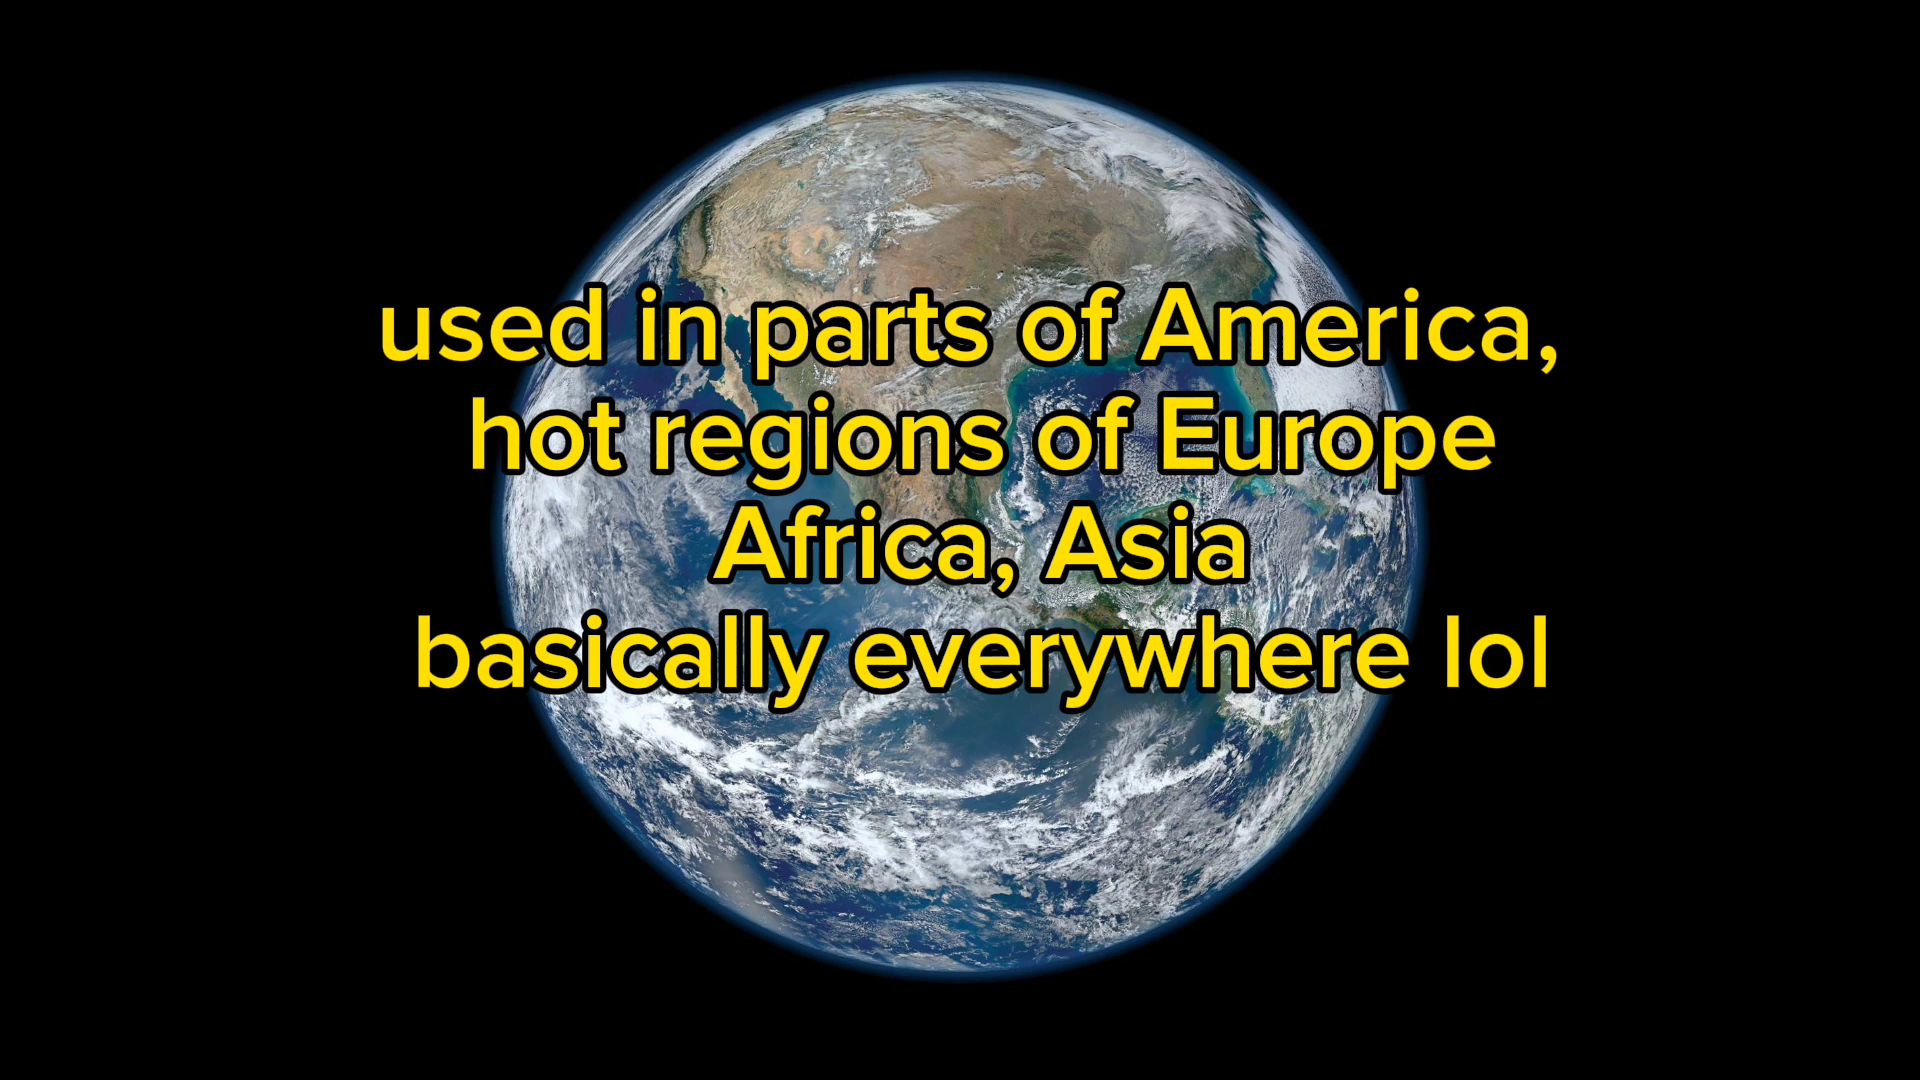 used in parts of America,
hot regions of Europe
Africa, Asia
basically everywhere lol